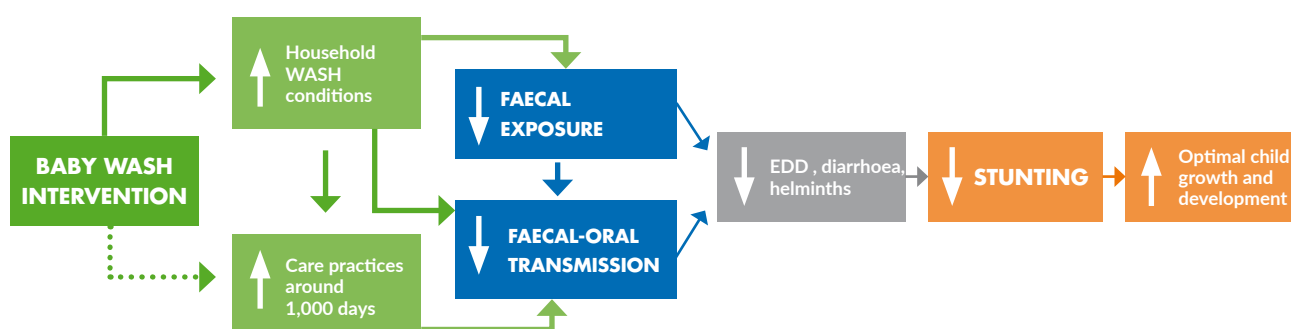 BABY WASH
INTERVENTION
Household
WASH
conditions
Care practices
around
1,000 days
FAECAL
EXPOSURE
FAECAL-ORAL
TRANSMISSION
EDD , diarrhoea,
helminths
STUNTING
Optimal child
growth and
development